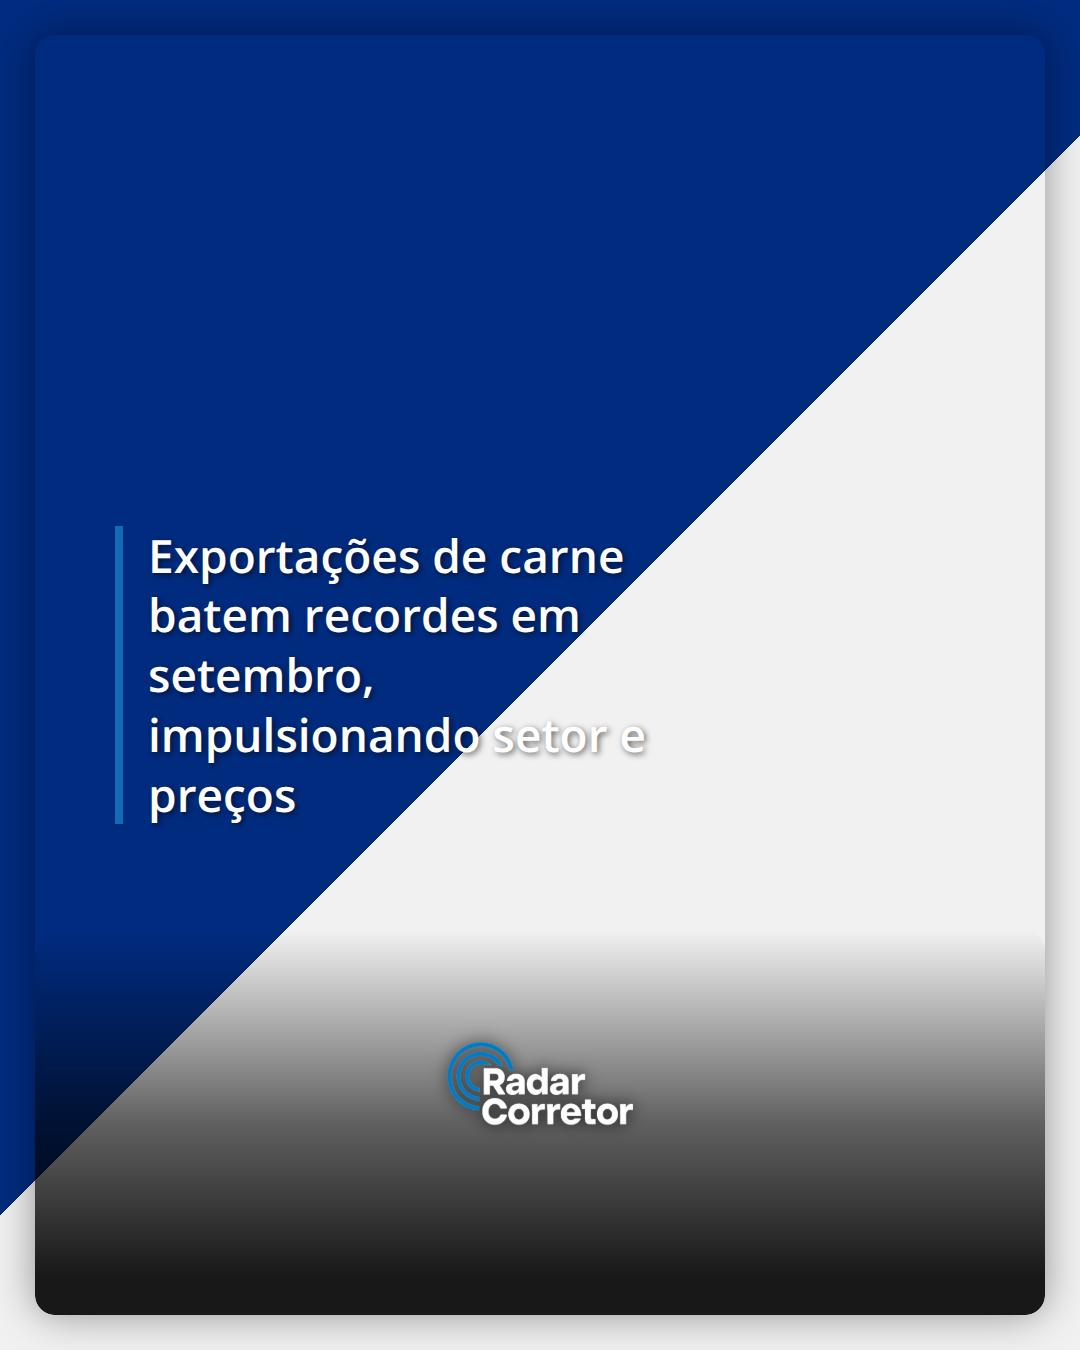 Exportações de carne
batem recordes em
setembro,
impulsionando setor e
preços
Radar
Corretor